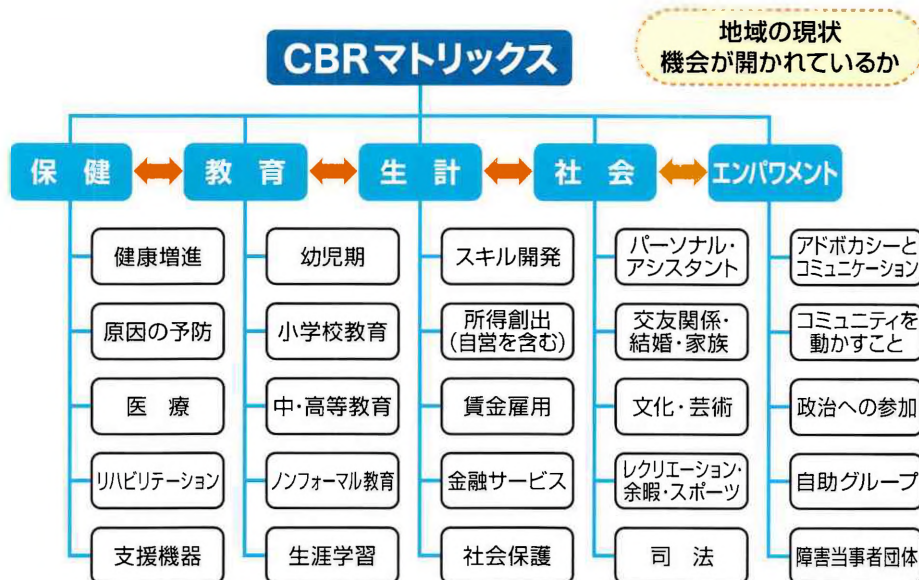 CBRマトリックス
地域の現状
機会が開かれているか
保健
教育
生計
社会
エンパワメント
健康増進
原因の予防
医療
リハビリテーション
支援機器
幼児期
小学校教育
中・高等教育
ノンフォーマル教育
生涯学習
スキル開発
所得創出
(自営を含む)
賃金雇用
金融サービス
社会保護
パーソナル・
アシスタント
交友関係・
結婚・家族
文化・芸術
レクリエーション・
余暇・スポーツ
司法
アドボカシーと
コミュニケーション
コミュニティを
動かすこと
政治への参加
自助グループ
障害当事者団体